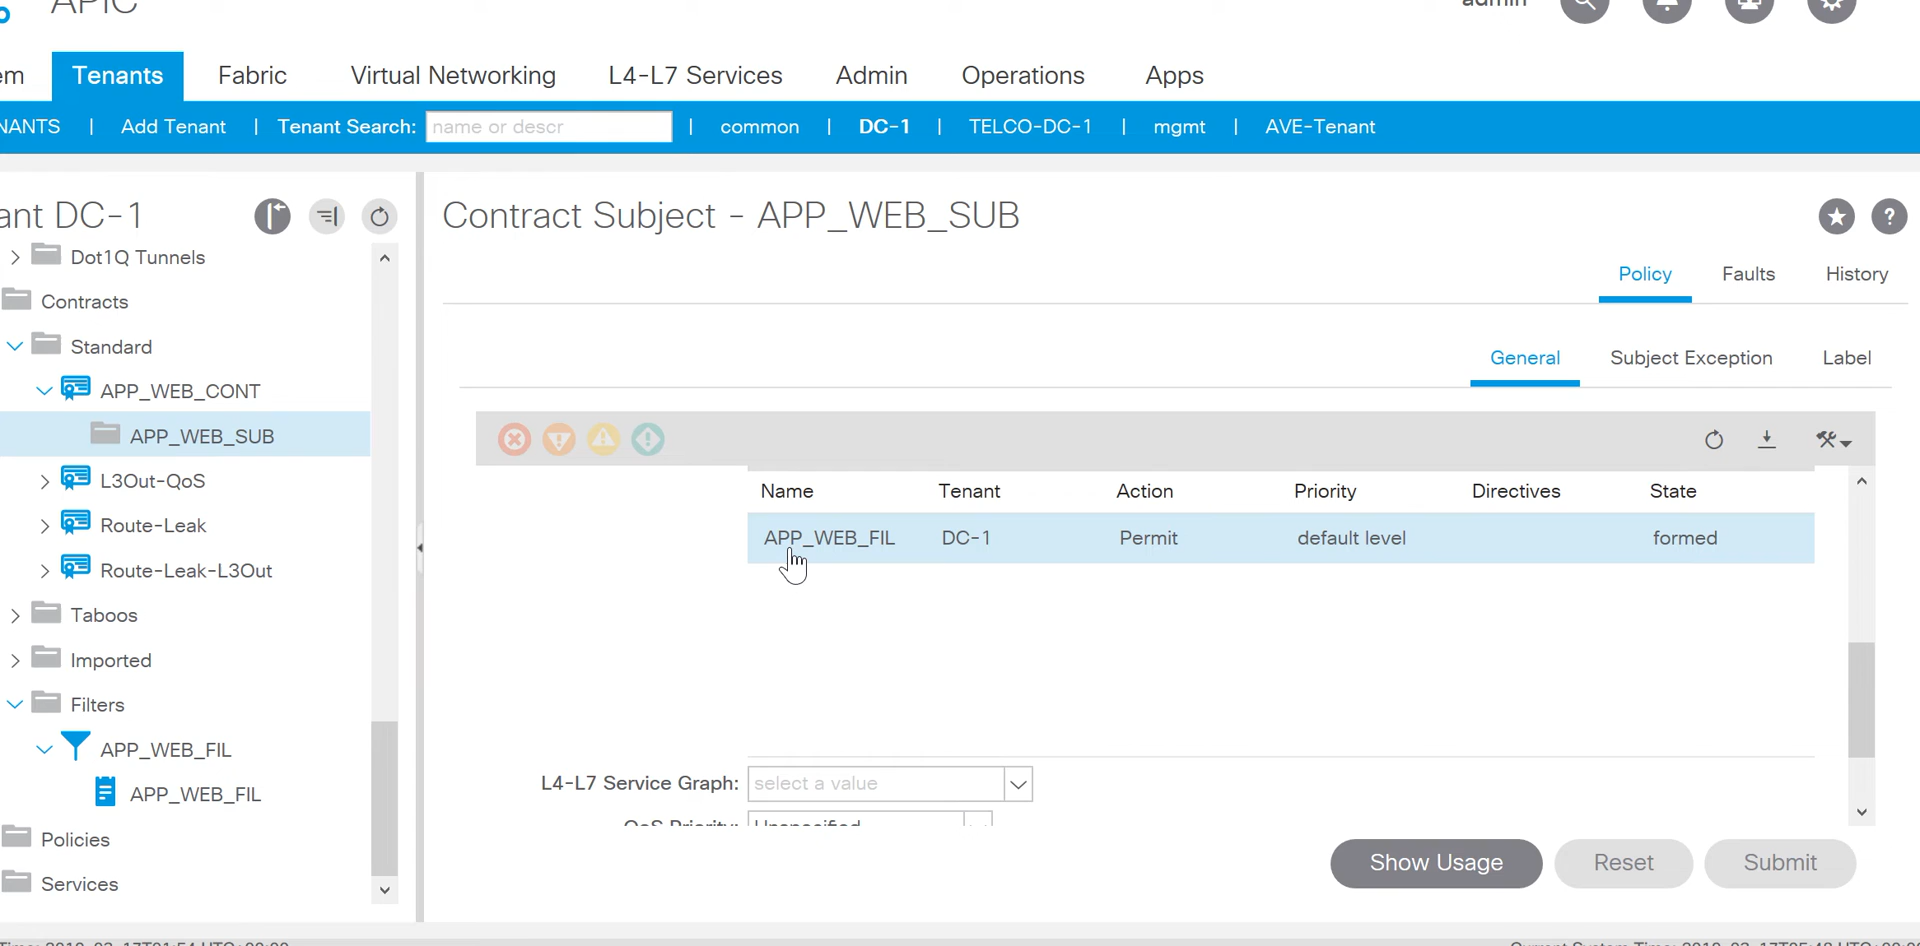 APIC
admin
em Tenants Fabric Virtual Networking L4-L7 Services Admin Operations Apps
NANTS | Add Tenant | Tenant Search: name or descr | common | DC-1 | TELCO-DC-1 | mgmt | AVE-Tenant
ant DC-1
Dot1Q Tunnels
Contracts
Standard
APP_WEB_CONT
APP_WEB_SUB
L3Out-QoS
Route-Leak
Route-Leak-L3Out
Taboos
Imported
Filters
APP_WEB_FIL
APP_WEB_FIL
Policies
Services
Contract Subject - APP_WEB_SUB
Policy Faults History
General Subject Exception Label
Name Tenant Action Priority Directives State
APP_WEB_FIL DC-1 Permit default level formed
L4-L7 Service Graph: select a value
QoS Priority: Unspecified
Show Usage Reset Submit